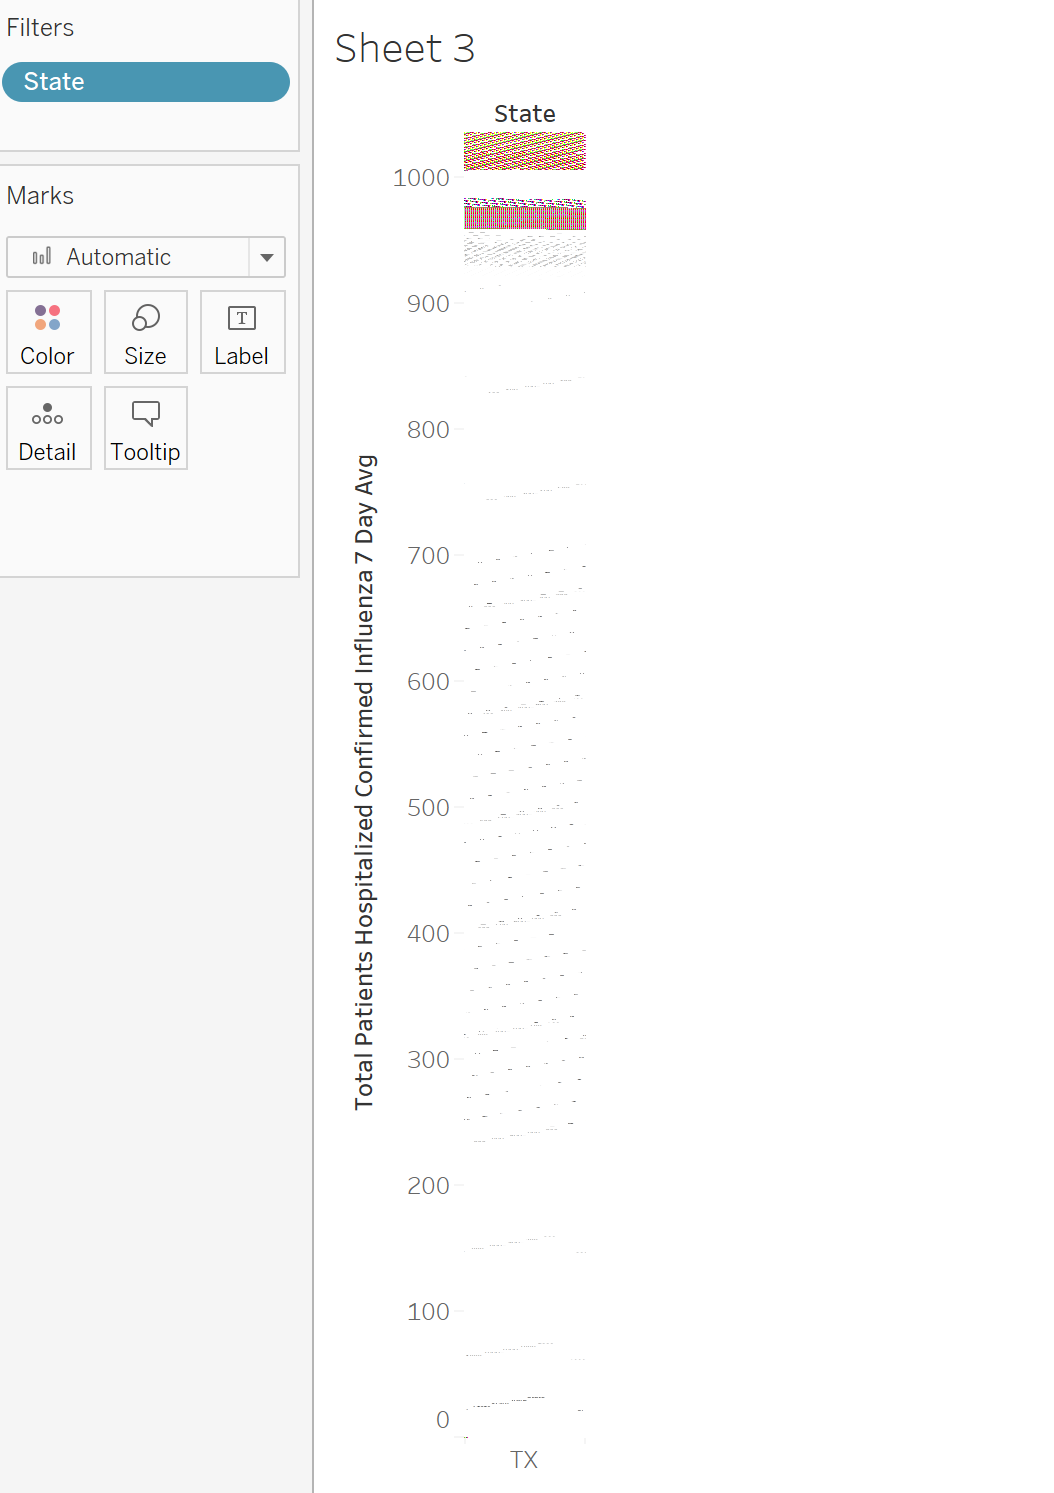 Filters
State
Marks
Automatic
Color
Size
Label
Detail
Tooltip
Sheet 3
State
Total Patients Hospitalized Confirmed Influenza 7 Day Avg
1000
900
800
700
600
500
400
300
200
100
0
TX